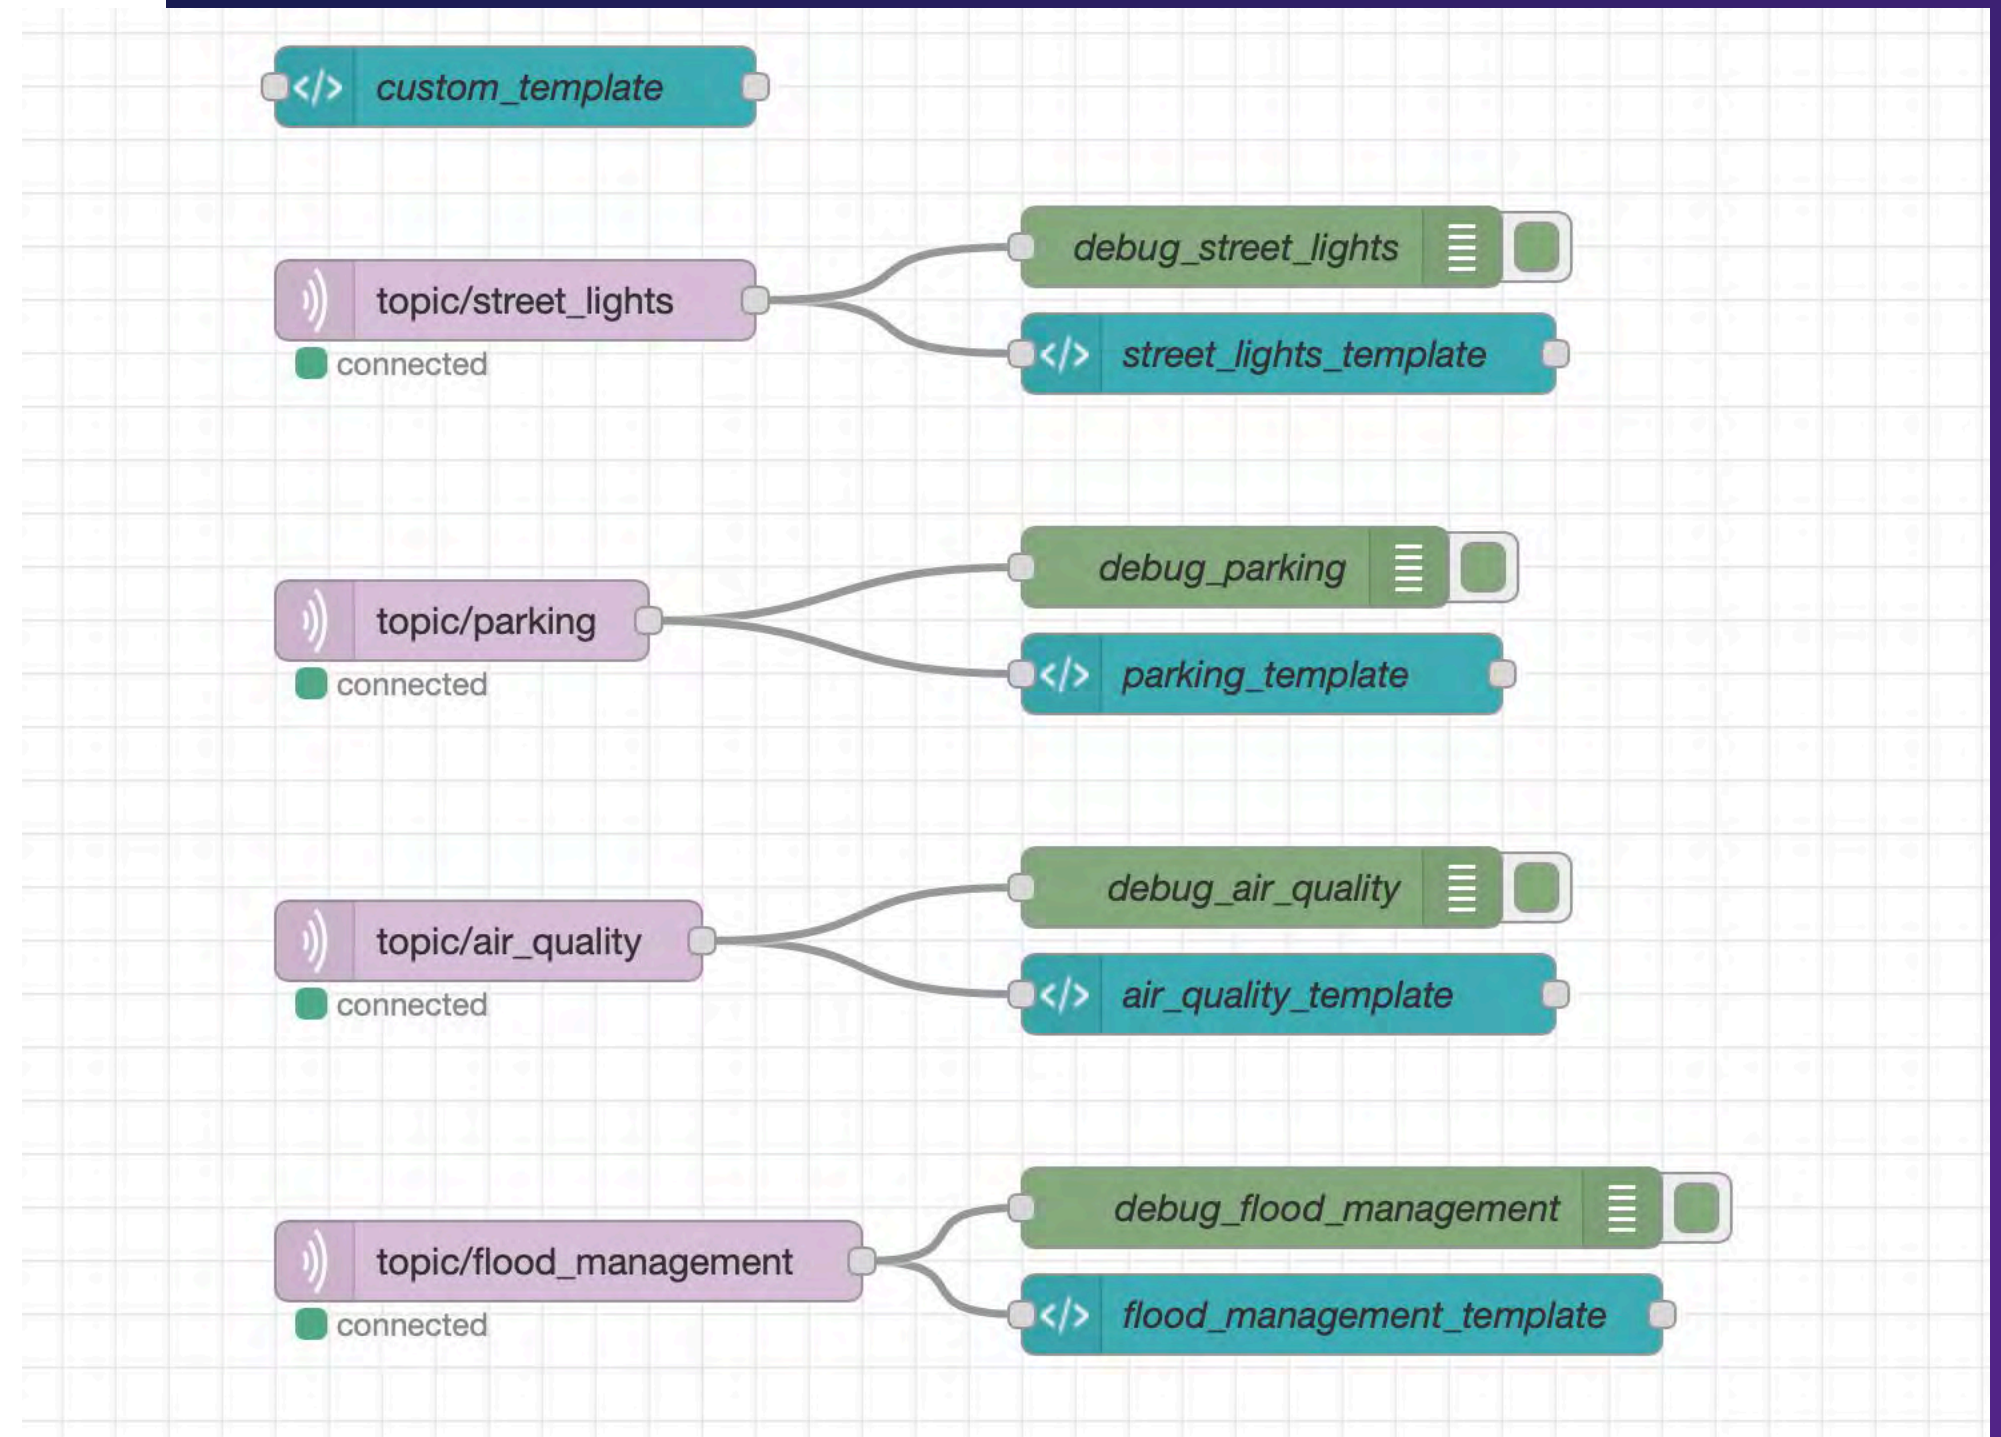 custom_template
debug_street_lights
topic/street_lights
connected
street_lights_template
debug_parking
topic/parking
connected
parking_template
debug_air_quality
topic/air_quality
connected
air_quality_template
debug_flood_management
topic/flood_management
connected
flood_management_template